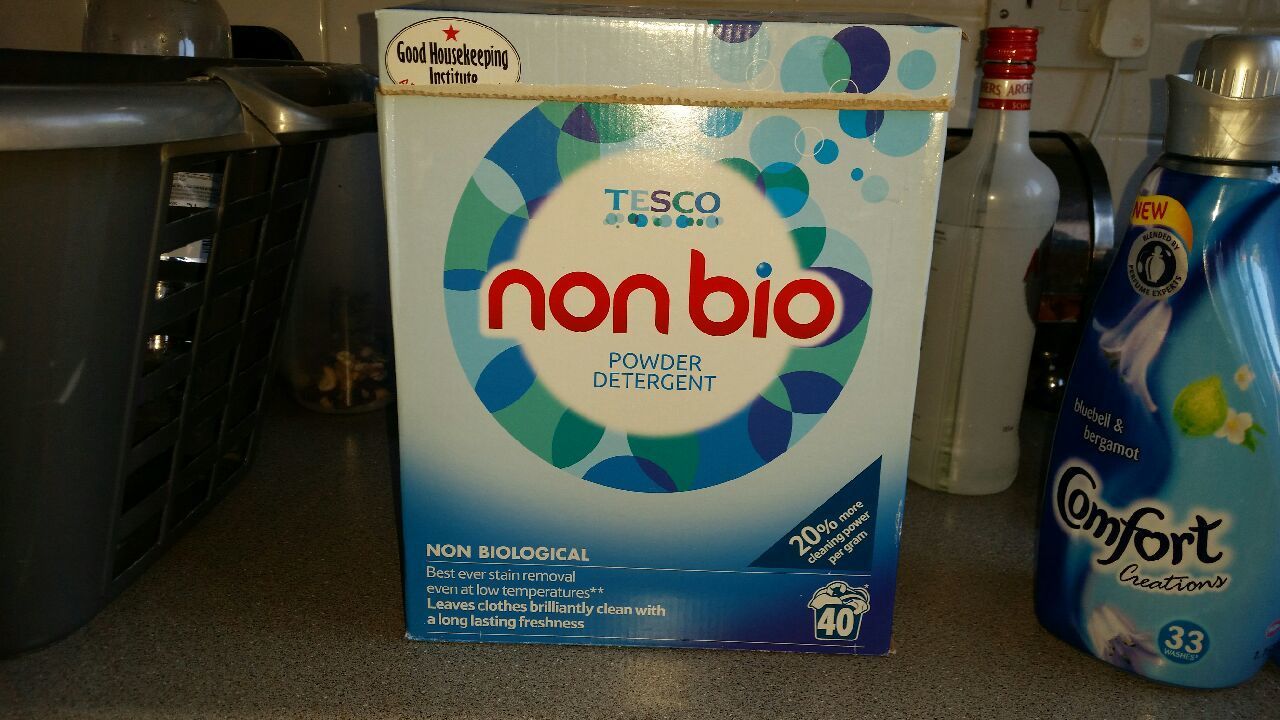 Good Housekeeping
Institute
TESCO
non bio
POWDER
DETERGENT
20% more
cleaning power
per gram
NON BIOLOGICAL
Best ever stain removal
even at low temperatures**
Leaves clothes brilliantly clean with
a long lasting freshness
40
ARCH
NEW
BLENDED BY
PERFUME EXPERTS
bluebell &
bergamot
Comfort
Creations
33
WASHES*